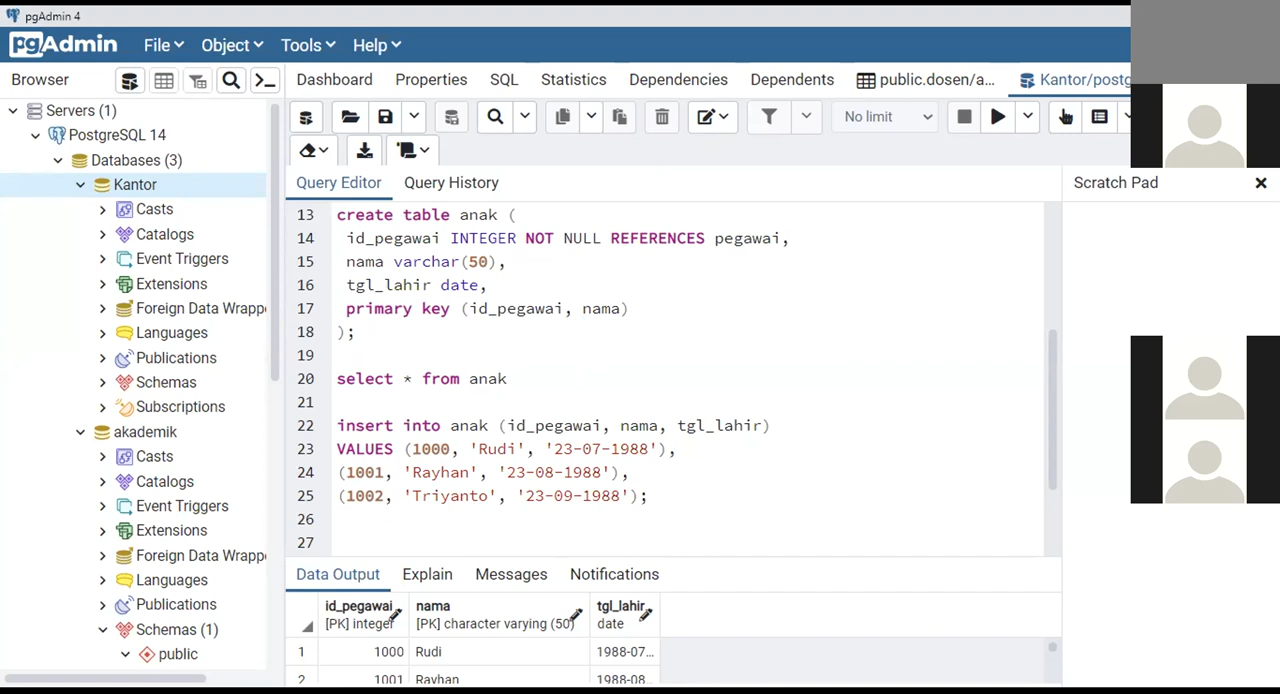 pgAdmin 4
pgAdmin File Object Tools Help
Browser Dashboard Properties SQL Statistics Dependencies Dependents public.dosen/a... Kantor/postg
Servers (1)
PostgreSQL 14
Databases (3)
Kantor
Casts
Catalogs
Event Triggers
Extensions
Foreign Data Wrappe
Languages
Publications
Schemas
Subscriptions
akademik
Casts
Catalogs
Event Triggers
Extensions
Foreign Data Wrappe
Languages
Publications
Schemas (1)
public
No limit
Query Editor Query History
Scratch Pad
13 create table anak (
14 id_pegawai INTEGER NOT NULL REFERENCES pegawai,
15 nama varchar(50),
16 tgl_lahir date,
17 primary key (id_pegawai, nama)
18 );
19
20 select * from anak
21
22 insert into anak (id_pegawai, nama, tgl_lahir)
23 VALUES (1000, 'Rudi', '23-07-1988'),
24 (1001, 'Rayhan', '23-08-1988'),
25 (1002, 'Triyanto', '23-09-1988');
26
27
Data Output Explain Messages Notifications
id_pegawai nama tgl_lahir
[PK] integer [PK] character varying (50) date
1 1000 Rudi 1988-07...
2 1001 Rayhan 1988-08...